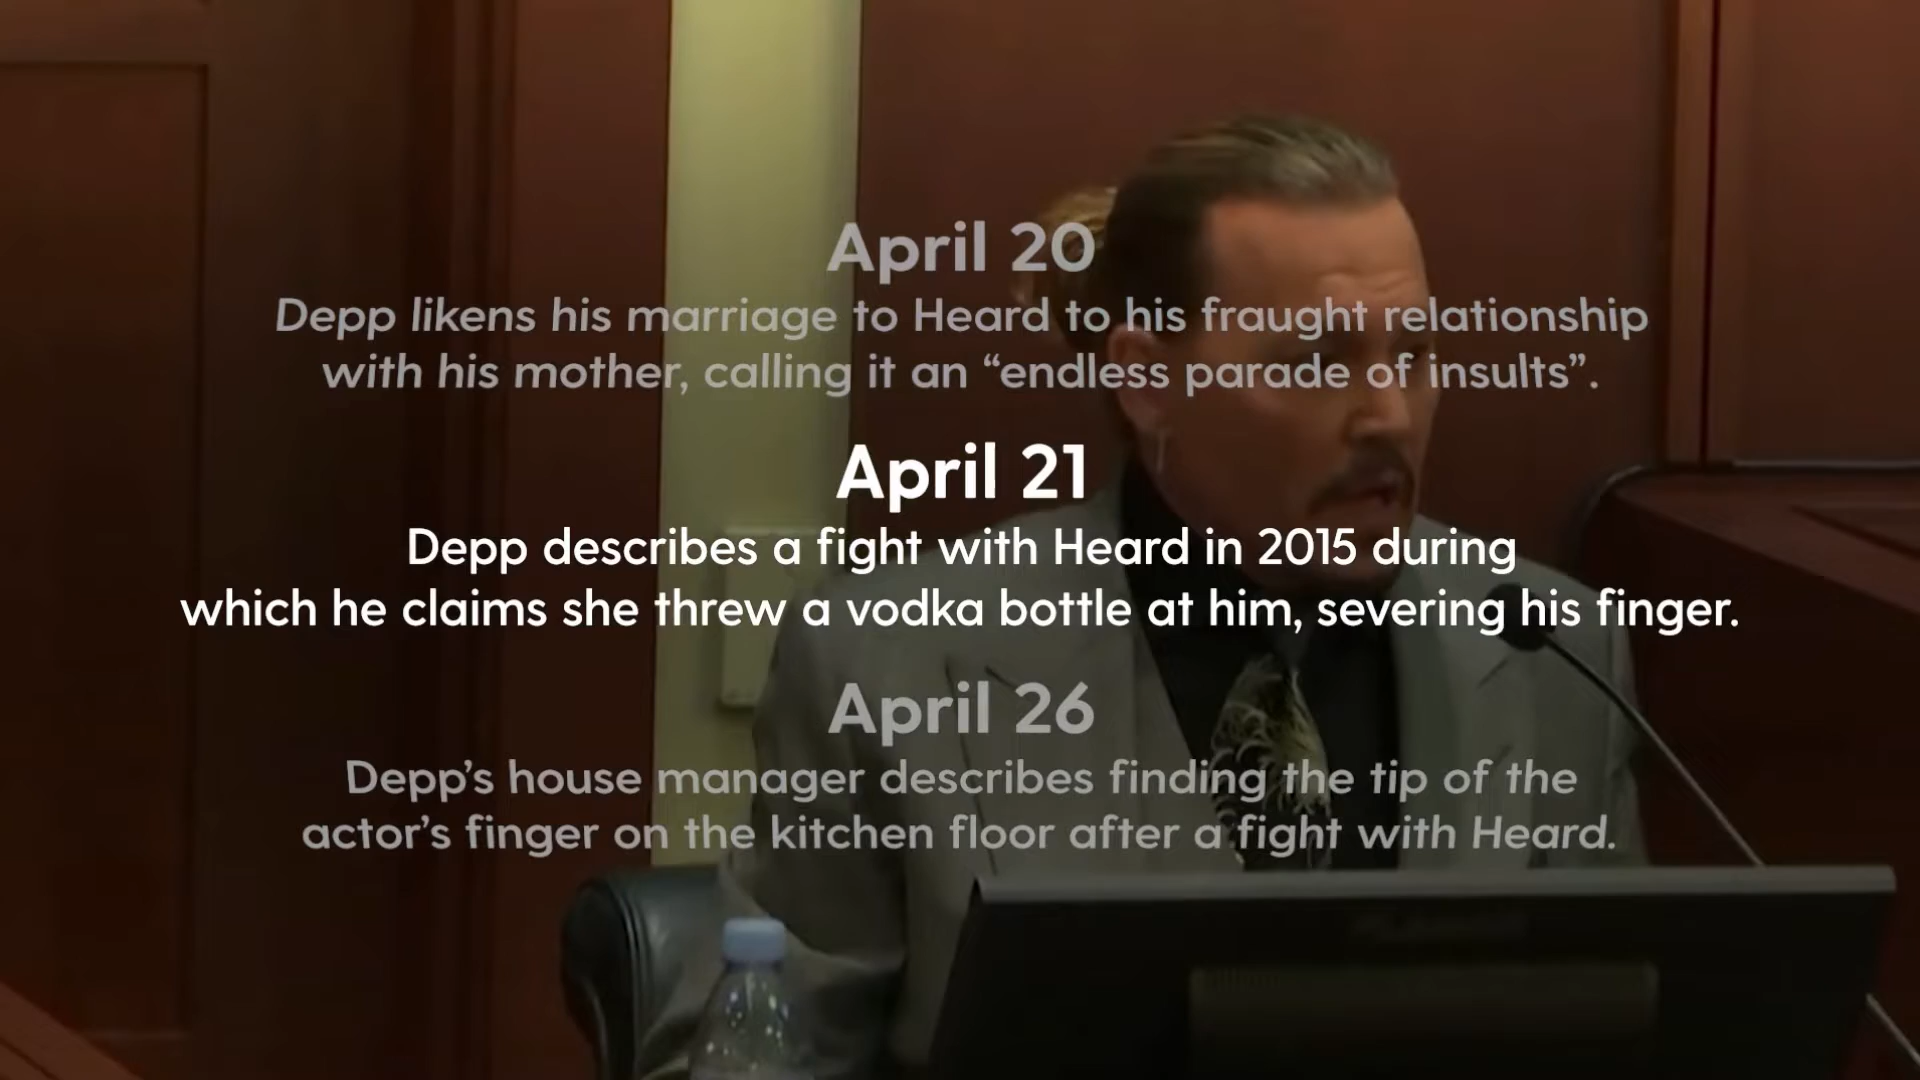 April 20
Depp likens his marriage to Heard to his fraught relationship
with his mother, calling it an “endless parade of insults”.
April 21
Depp describes a fight with Heard in 2015 during
which he claims she threw a vodka bottle at him, severing his finger.
April 26
Depp’s house manager describes finding the tip of the
actor’s finger on the kitchen floor after a fight with Heard.